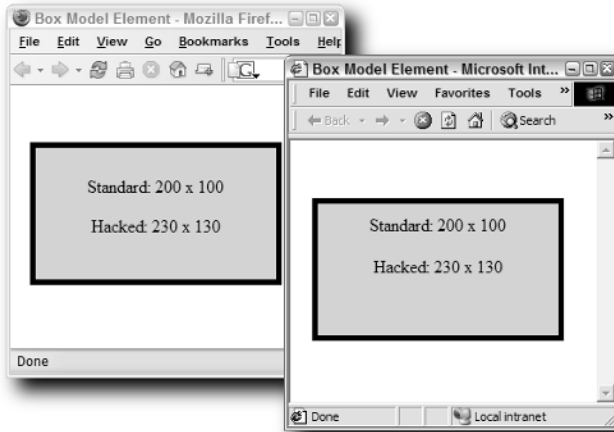 Box Model Element - Mozilla Firef...
File Edit View Go Bookmarks Tools Help
G
Standard: 200 x 100
Hacked: 230 x 130
Done
Box Model Element - Microsoft Int...
File Edit View Favorites Tools »
Back Search »
Standard: 200 x 100
Hacked: 230 x 130
Done Local intranet